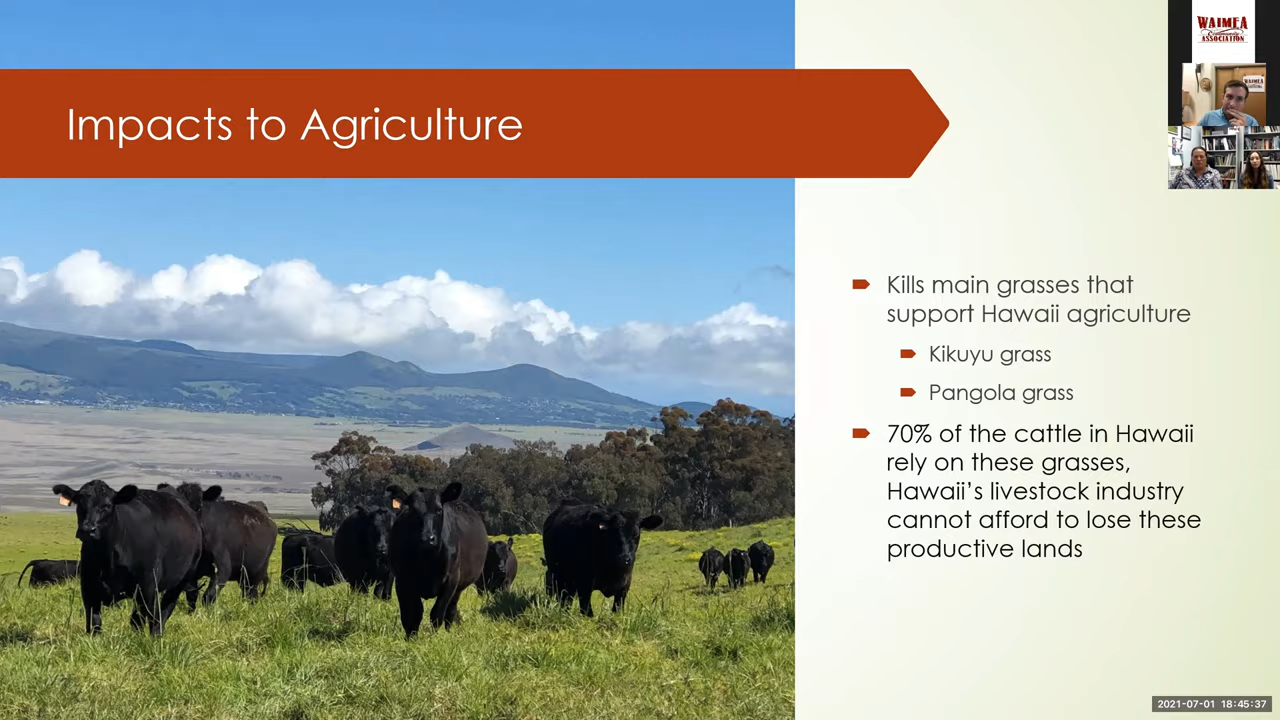 Impacts to Agriculture
WAIMEA
Community
ASSOCIATION
Kills main grasses that
support Hawaii agriculture
Kikuyu grass
Pangola grass
70% of the cattle in Hawaii
rely on these grasses,
Hawaii’s livestock industry
cannot afford to lose these
productive lands
2021-07-01 18:45:37